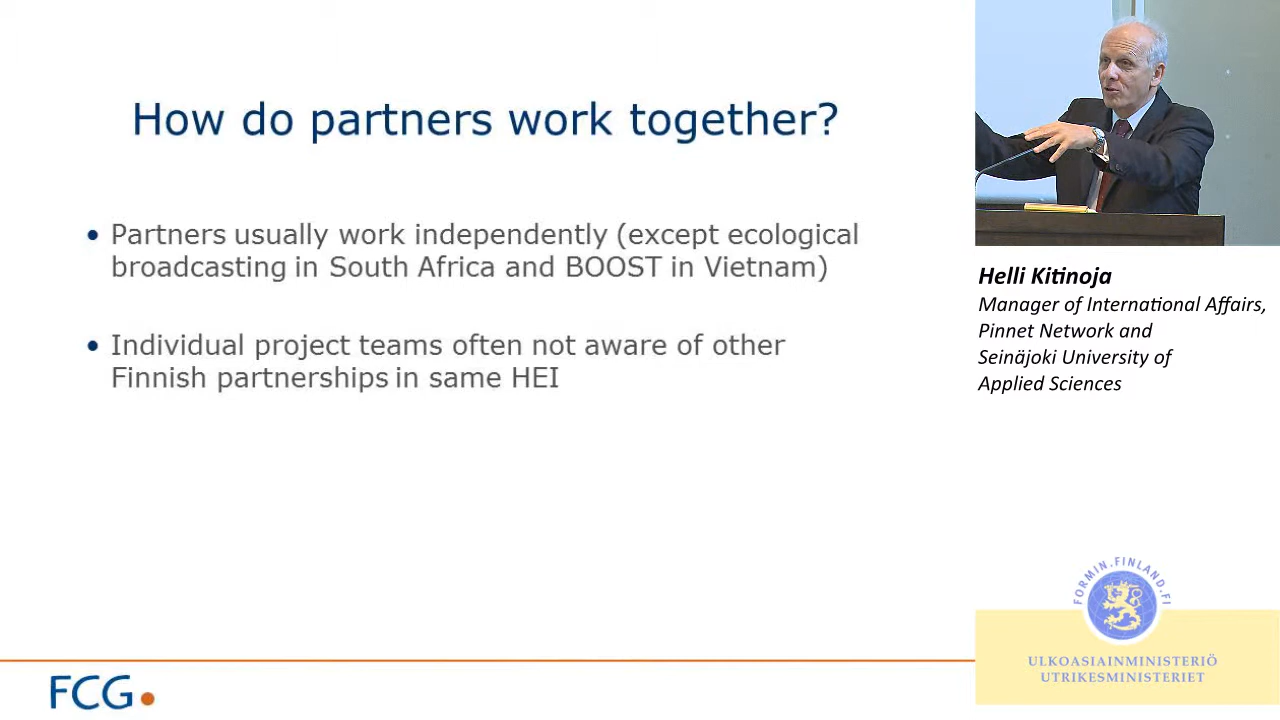 How do partners work together?
• Partners usually work independently (except ecological
broadcasting in South Africa and BOOST in Vietnam)
• Individual project teams often not aware of other
Finnish partnerships in same HEI
FCG
Helli Kitinoja
Manager of International Affairs,
Pinnet Network and
Seinäjoki University of
Applied Sciences
FORMIN.FINLAND.FI
ULKOASIAINMINISTERIÖ
UTRIKESMINISTERIET